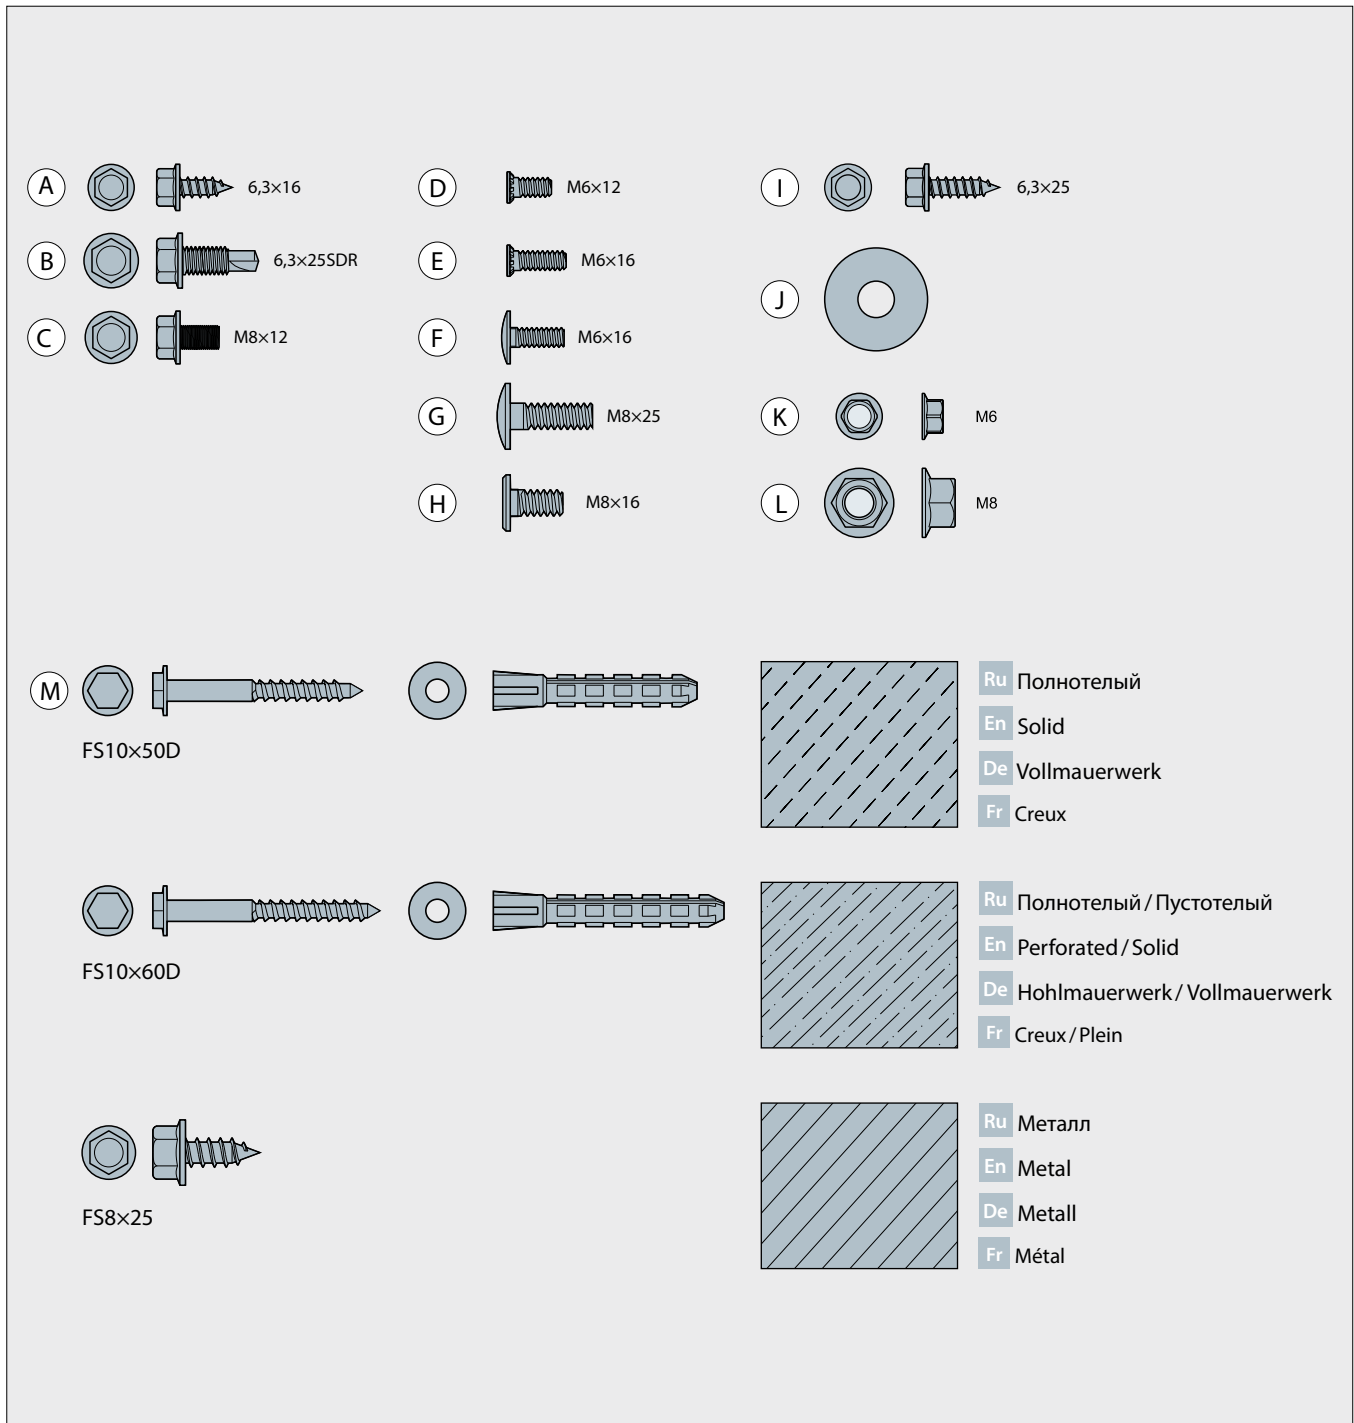 A 6,3×16
B 6,3×25SDR
C M8×12
D M6×12
E M6×16
F M6×16
G M8×25
H M8×16
I 6,3×25
J
K M6
L M8
M
FS10×50D
Ru Полнотелый
En Solid
De Vollmauerwerk
Fr Creux
FS10×60D
Ru Полнотелый / Пустотелый
En Perforated / Solid
De Hohlmauerwerk / Vollmauerwerk
Fr Creux / Plein
FS8×25
Ru Металл
En Metal
De Metall
Fr Métal